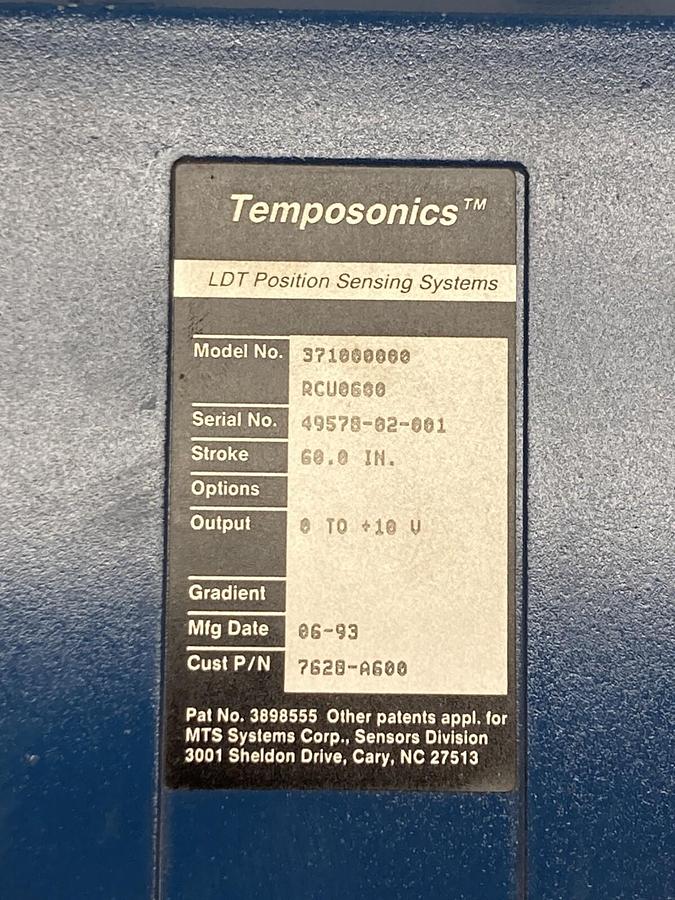 Temposonics™
LDT Position Sensing Systems
Model No. 371000000
RCU0600
Serial No. 49578-02-001
Stroke 60.0 IN.
Options
Output 0 TO +10 V
Gradient
Mfg Date 06-93
Cust P/N 7628-A600
Pat No. 3898555 Other patents appl. for
MTS Systems Corp., Sensors Division
3001 Sheldon Drive, Cary, NC 27513